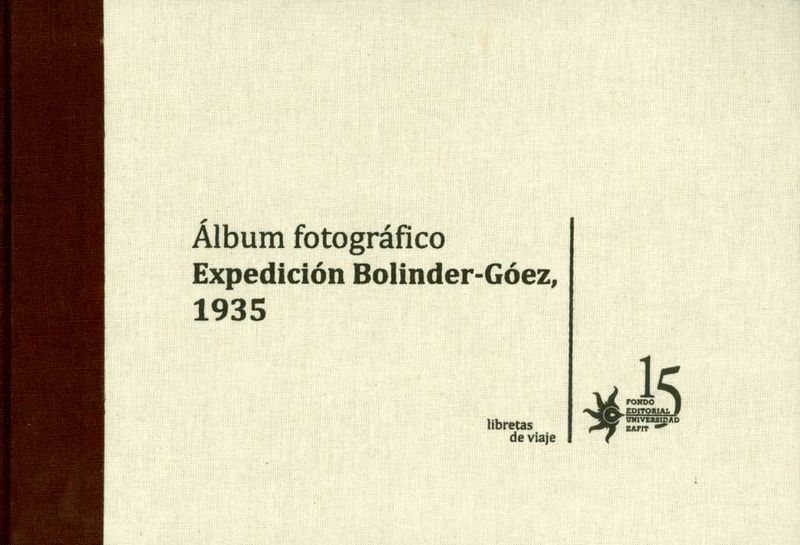 Álbum fotográfico
Expedición Bolinder-Góez,
1935
libretas
de viaje
15
FONDO
EDITORIAL
UNIVERSIDAD
EAFIT